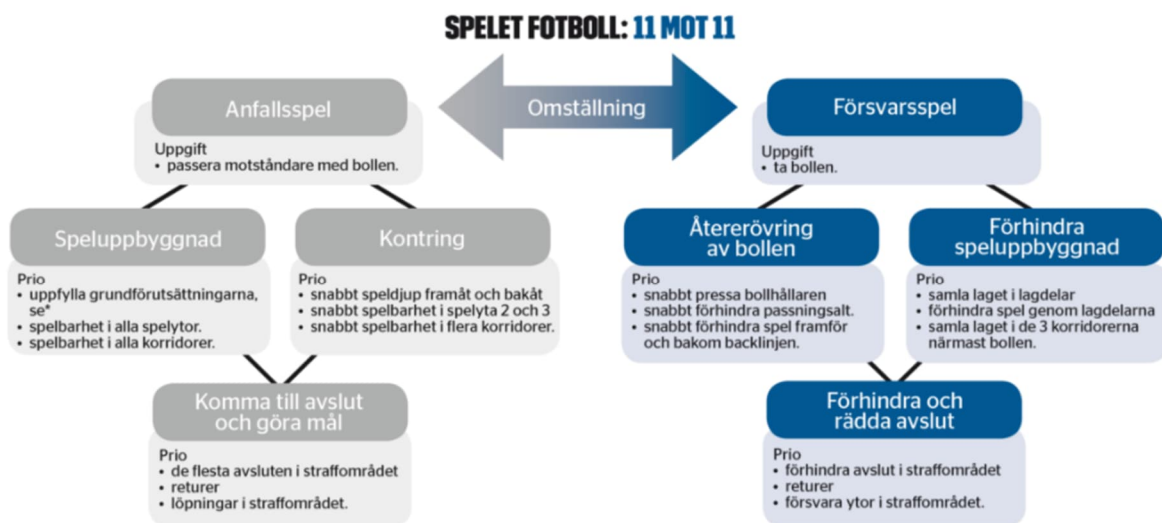 SPELET FOTBOLL: 11 MOT 11
Omställning
Anfallsspel
Uppgift
• passera motståndare med bollen.
Speluppbyggnad
Prio
• uppfylla grundförutsättningarna,
se*
• spelbarhet i alla spelytor.
• spelbarhet i alla korridorer.
Kontring
Prio
• snabbt speldjup framåt och bakåt
• snabbt spelbarhet i spelyta 2 och 3
• snabbt spelbarhet i flera korridorer.
Komma till avslut
och göra mål
Prio
• de flesta avsluten i straffområdet
• returer
• löpningar i straffområdet.
Försvarsspel
Uppgift
• ta bollen.
Återerövring
av bollen
Prio
• snabbt pressa bollhållaren
• snabbt förhindra passningsalt.
• snabbt förhindra spel framför
och bakom backlinjen.
Förhindra
speluppbyggnad
Prio
• samla laget i lagdelar
• förhindra spel genom lagdelarna
• samla laget i de 3 korridorerna
närmast bollen.
Förhindra och
rädda avslut
Prio
• förhindra avslut i straffområdet
• returer
• försvara ytor i straffområdet.